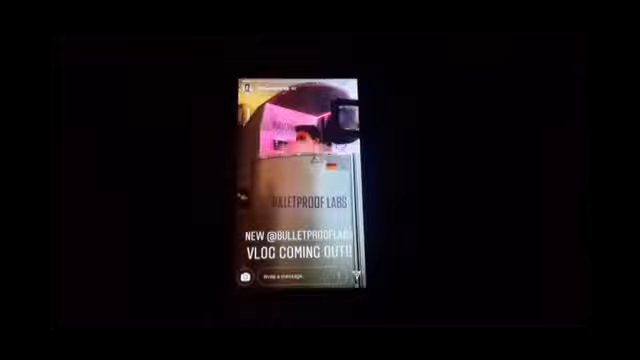 BULLETPROOF LABS
NEW @BULLETPROOFLABS
VLOG COMING OUT!!
Write a message...